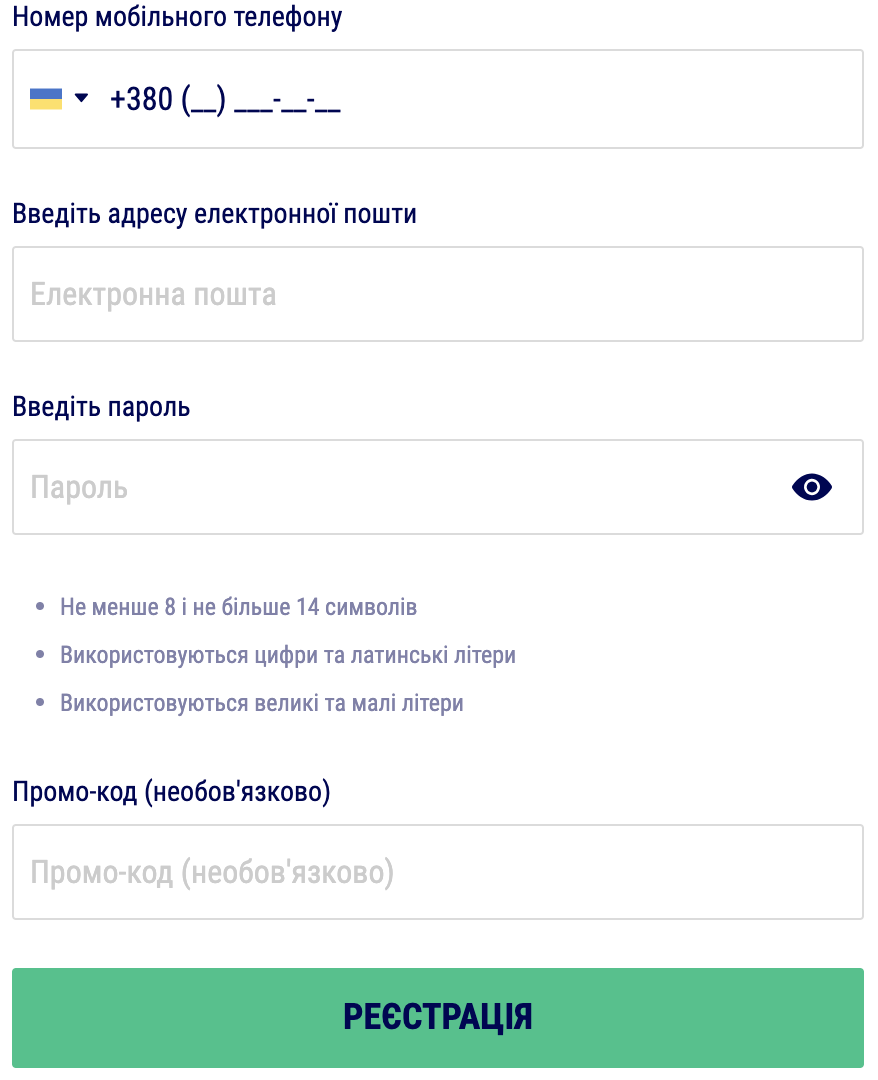 Номер мобільного телефону
+380 (__) ___-__-__
Введіть адресу електронної пошти
Електронна пошта
Введіть пароль
Пароль
• Не менше 8 і не більше 14 символів
• Використовуються цифри та латинські літери
• Використовуються великі та малі літери
Промо-код (необов'язково)
Промо-код (необов'язково)
РЕЄСТРАЦІЯ